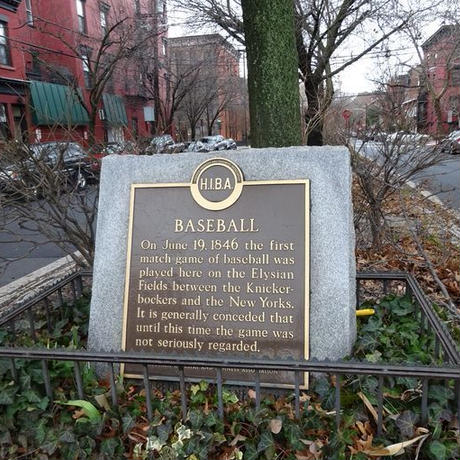 H.I.B.A.
BASEBALL
On June 19, 1846 the first
match game of baseball was
played here on the Elysian
Fields between the Knicker-
bockers and the New Yorks.
It is generally conceded that
until this time the game was
not seriously regarded.